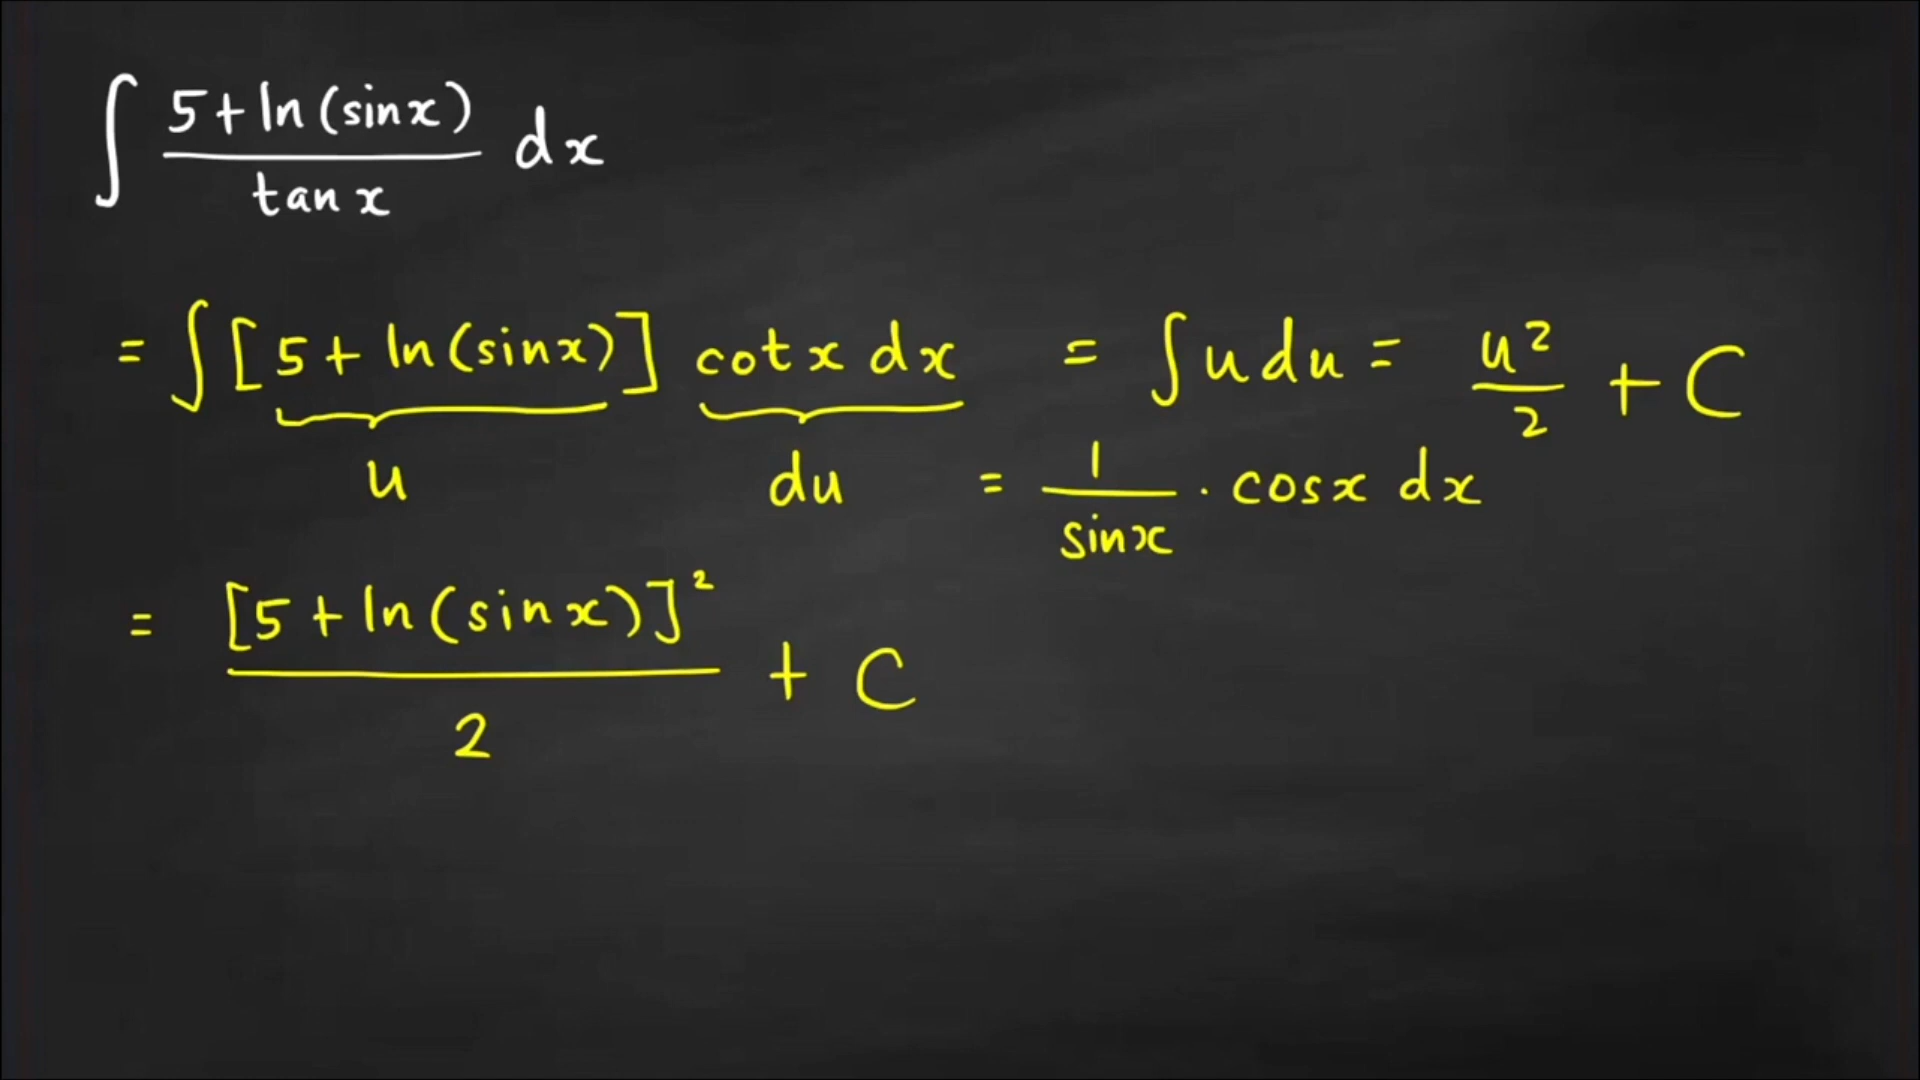 ∫ (5+ln(sinx))/(tan x) dx
= ∫ [5+ ln(sinx)] cotx dx = ∫ u du = u²/2 + C
u du = 1/sinx · cosx dx
= [5+ln(sinx)]²/2 + C